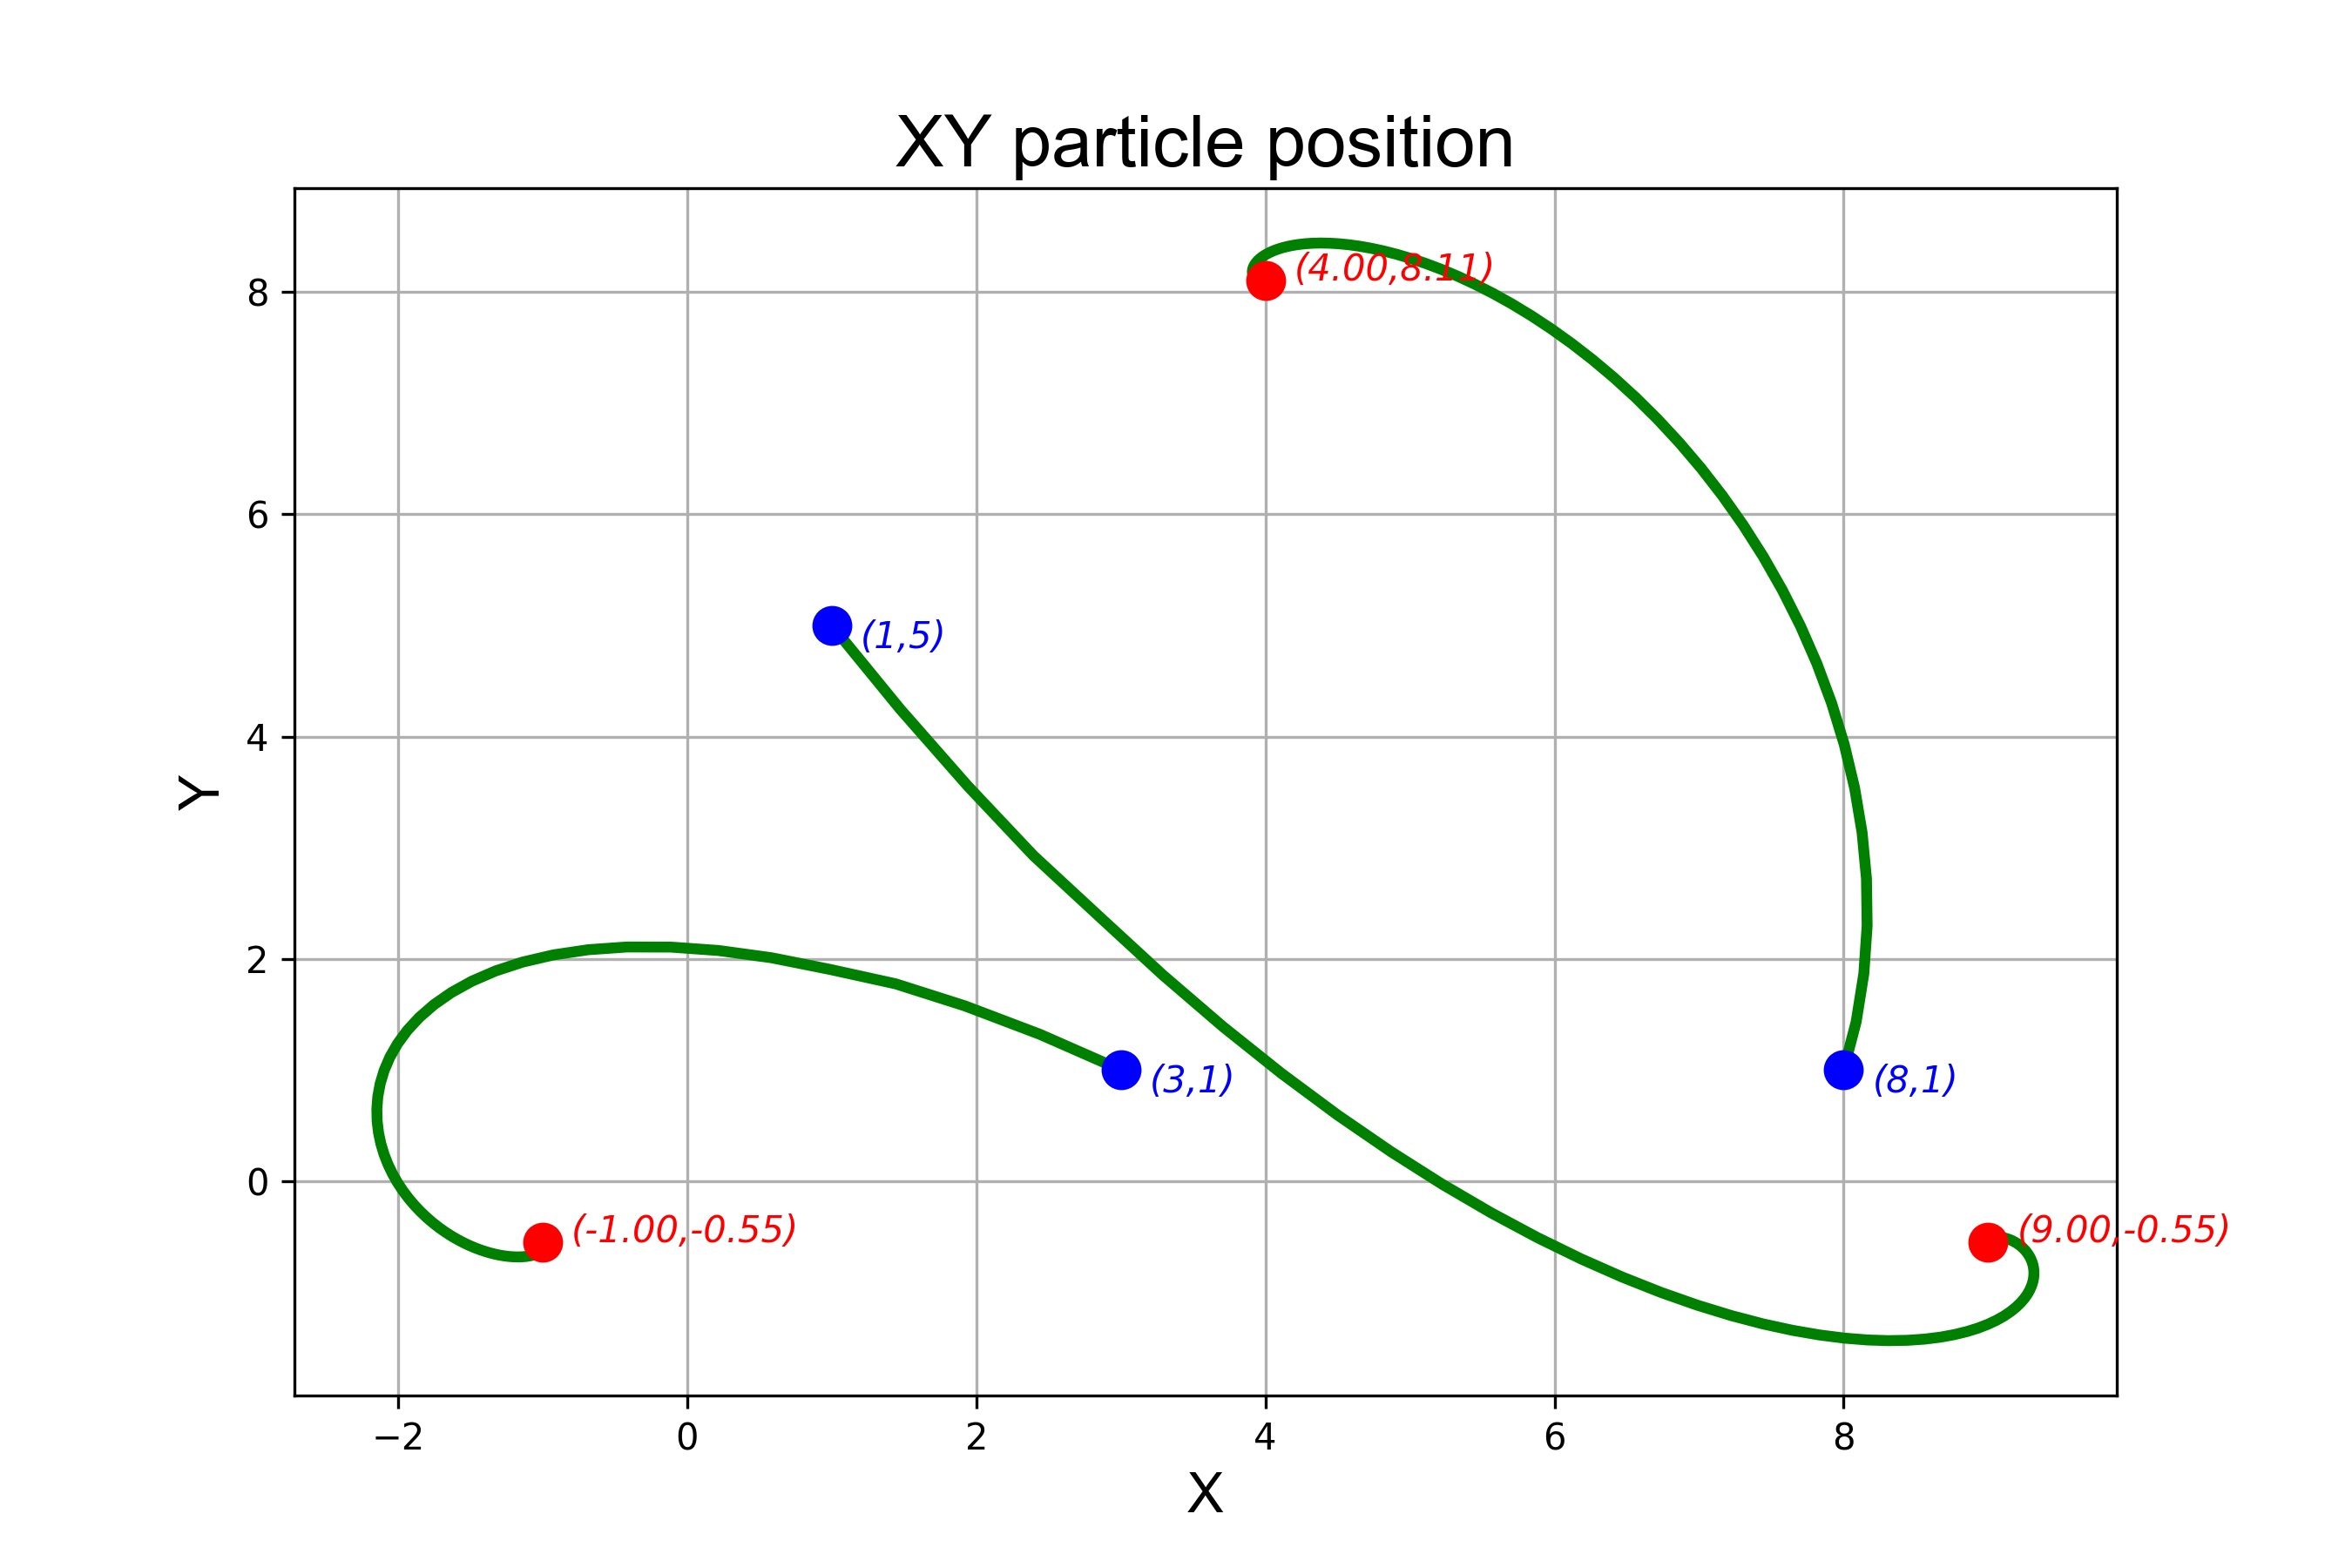 XY particle position
8
(4.00,8.11)
6
(1,5)
4
Y
2
(3,1)
(8,1)
0
(-1.00,-0.55)
(9.00,-0.55)
−2 0 2 4 6 8
X